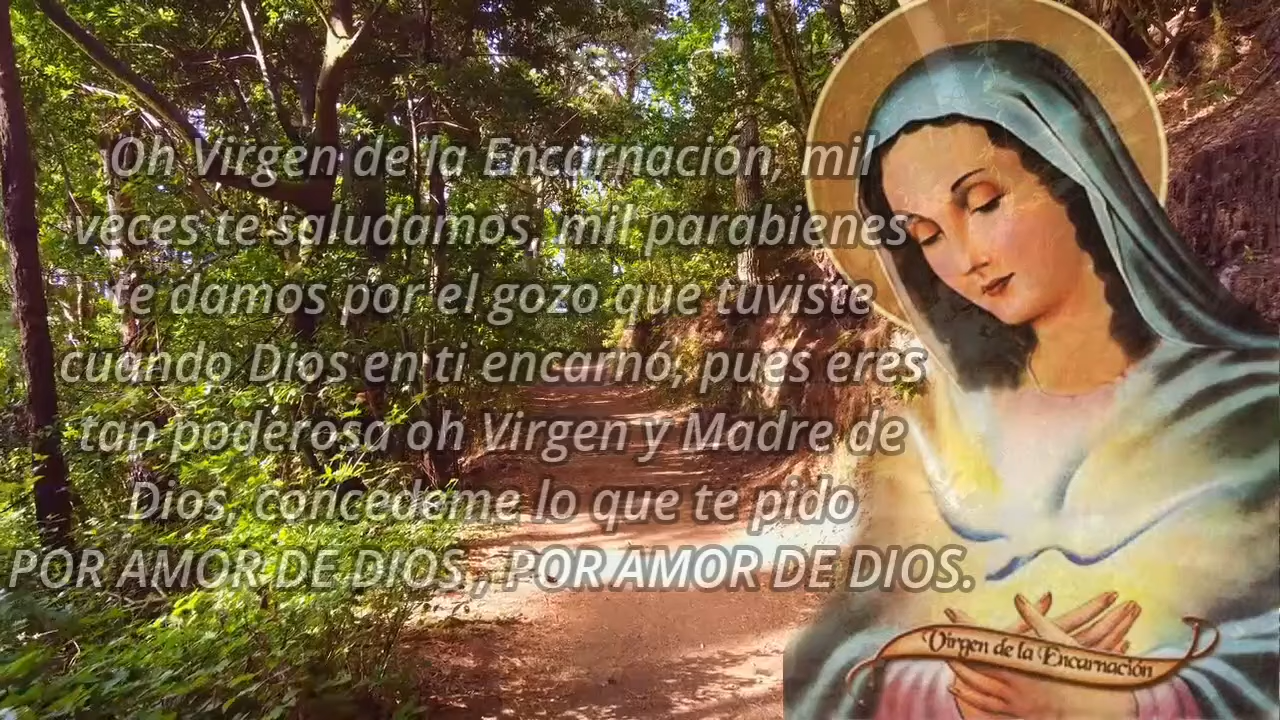 Oh Virgen de la Encarnación, mil
veces te saludamos, mil parabienes
te damos por el gozo que tuviste
cuando Dios en ti encarnó, pues eres
tan poderosa oh Virgen y Madre de
Dios, concedeme lo que te pido
POR AMOR DE DIOS, , POR AMOR DE DIOS.
Virgen de la Encarnación